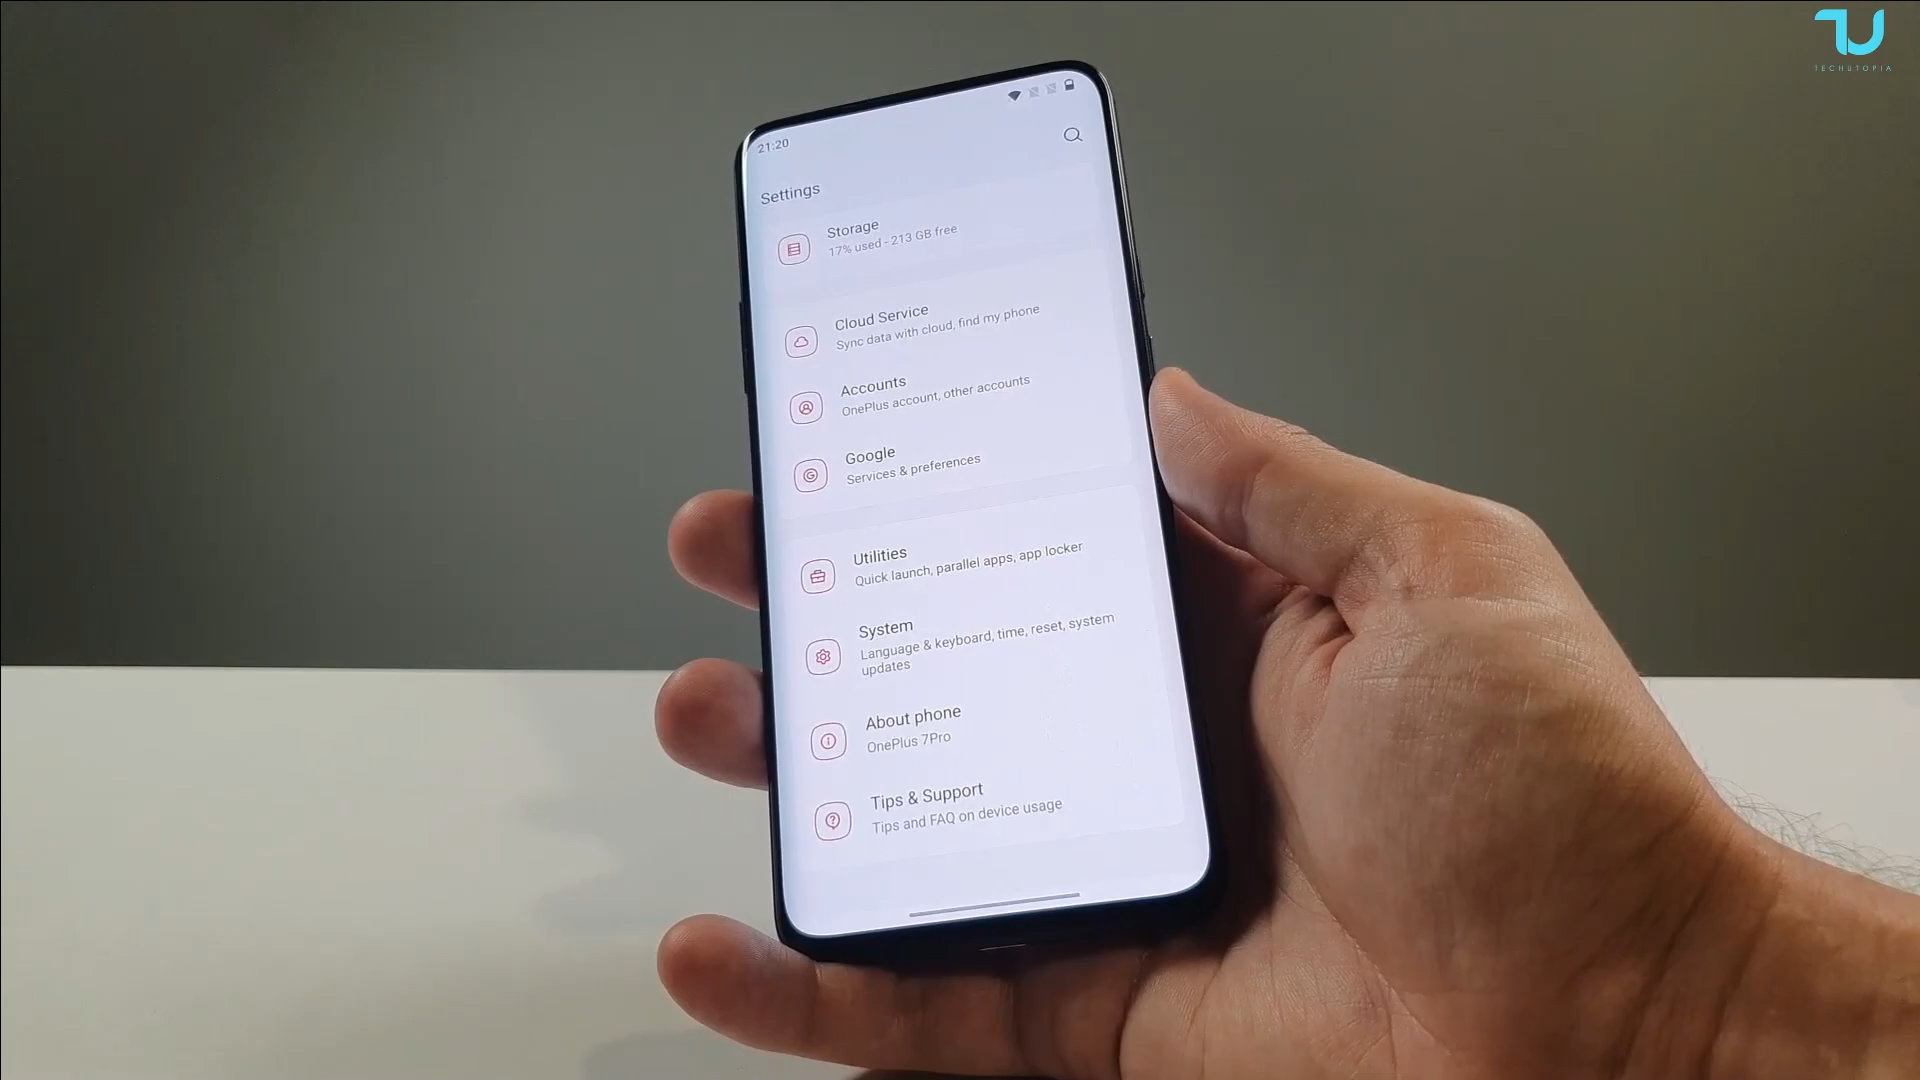 TECHUTOPIA
21:20
Settings
Storage
17% used - 213 GB free
Cloud Service
Sync data with cloud, find my phone
Accounts
OnePlus account, other accounts
Google
Services & preferences
Utilities
Quick launch, parallel apps, app locker
System
Language & keyboard, time, reset, system
updates
About phone
OnePlus 7Pro
Tips & Support
Tips and FAQ on device usage